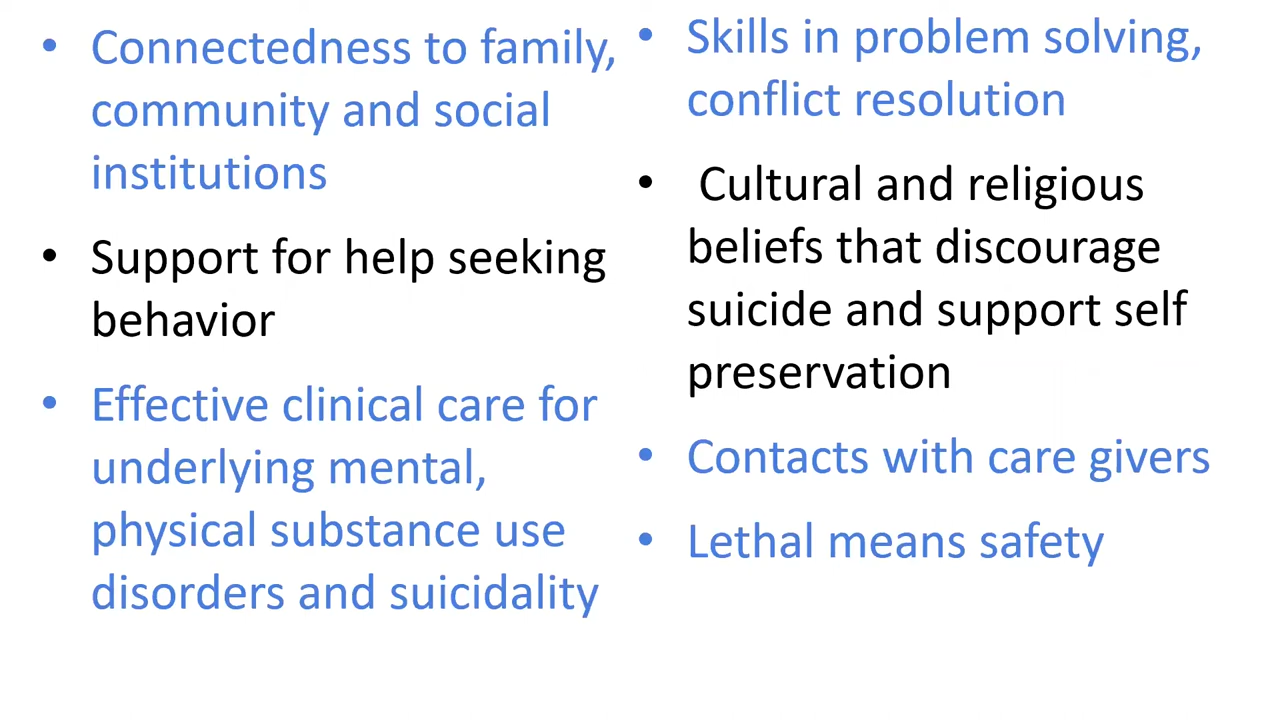 • Connectedness to family,
community and social
institutions
• Support for help seeking
behavior
• Effective clinical care for
underlying mental,
physical substance use
disorders and suicidality
• Skills in problem solving,
conflict resolution
• Cultural and religious
beliefs that discourage
suicide and support self
preservation
• Contacts with care givers
• Lethal means safety